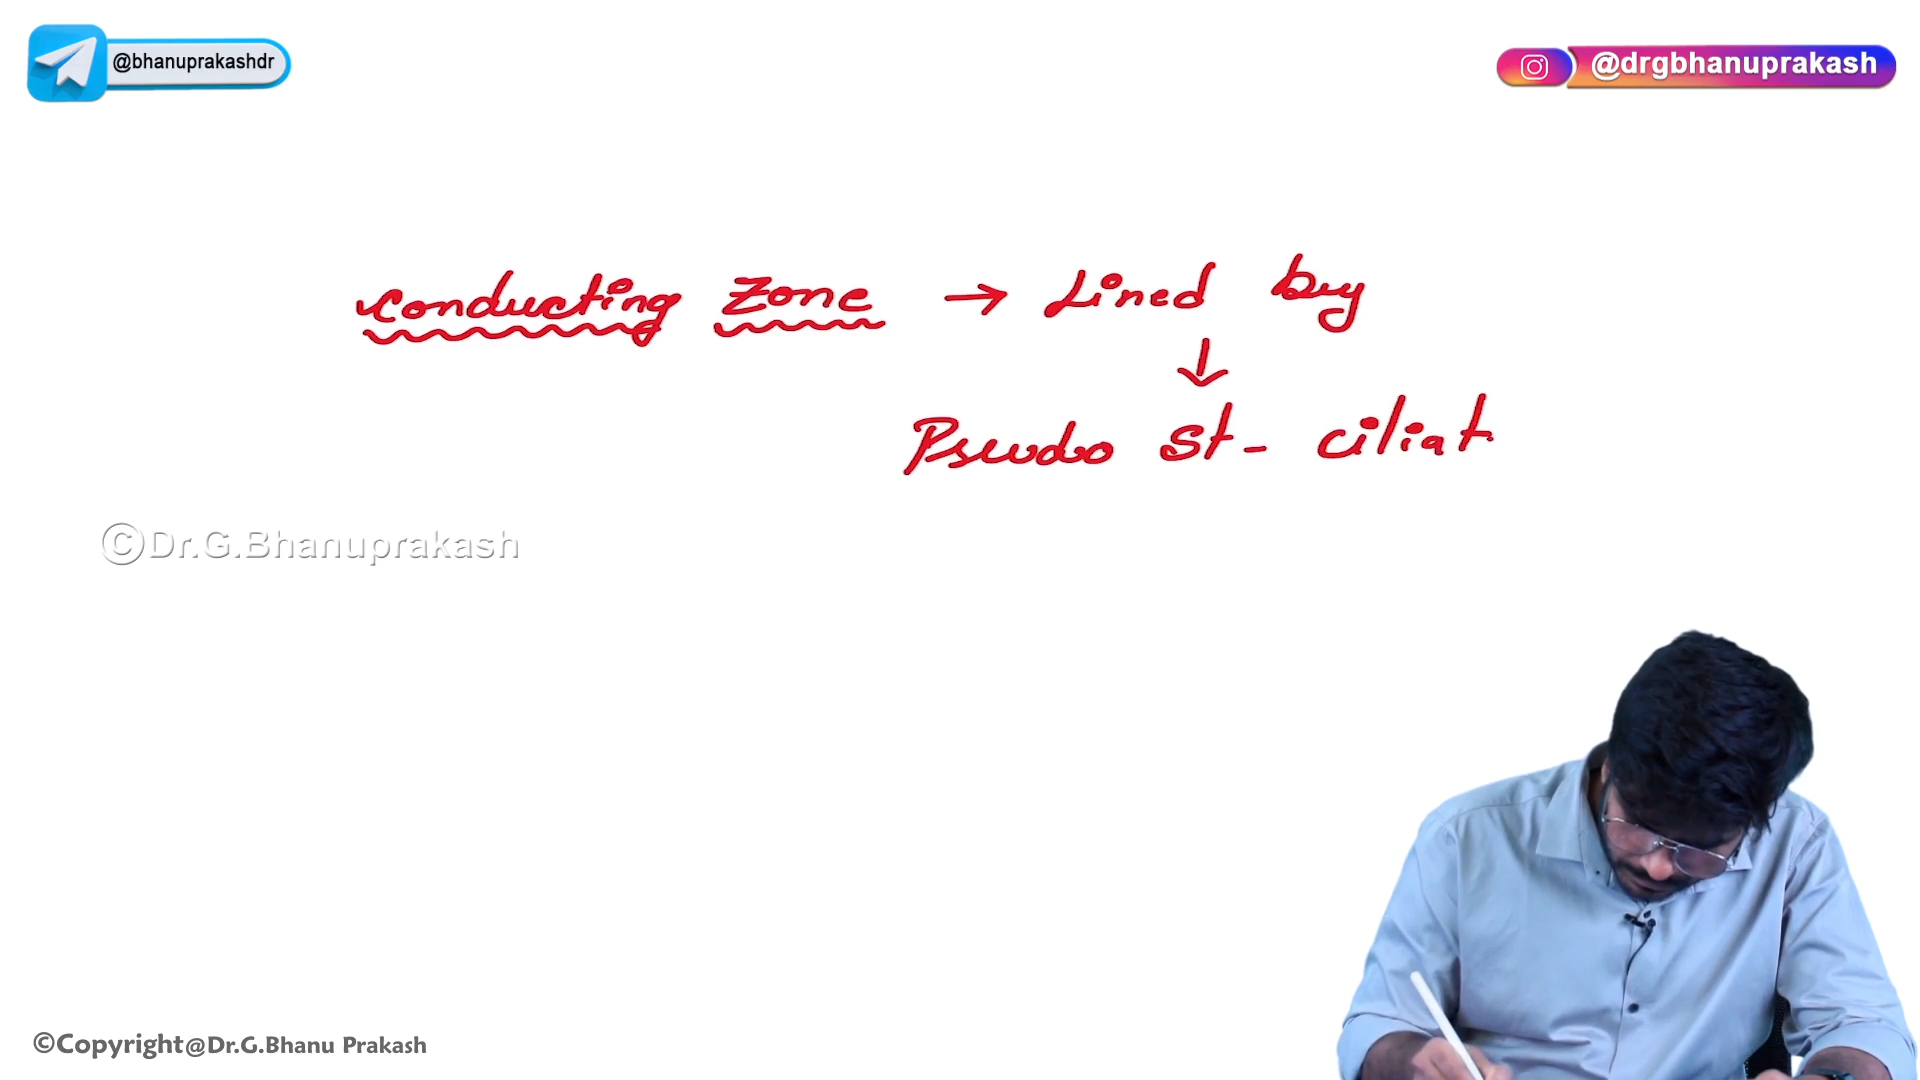 @bhanuprakashdr
@drgbhanuprakash
Conducting Zone → Lined by
↓
Pseudo st- ciliat.
©Dr.G.Bhanuprakash
©Copyright@Dr.G.Bhanu Prakash